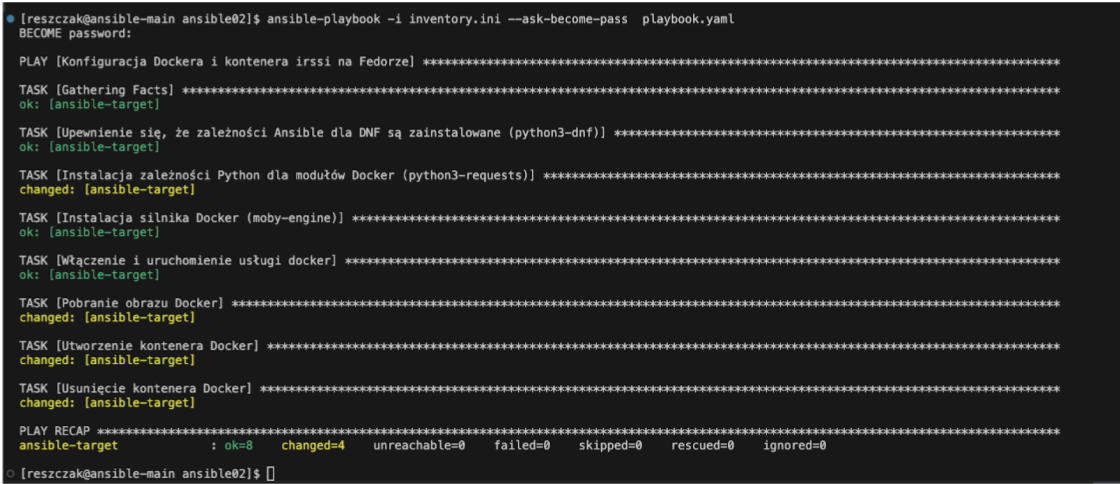 [reszczak@ansible-main ansible02]$ ansible-playbook -i inventory.ini --ask-become-pass  playbook.yaml
BECOME password:
PLAY [Konfiguracja Dockera i kontenera irssi na Fedorze] ******************************************************************************************
TASK [Gathering Facts] ****************************************************************************************************************************
ok: [ansible-target]
TASK [Upewnienie się, że zależności Ansible dla DNF są zainstalowane (python3-dnf)] ***************************************************************
ok: [ansible-target]
TASK [Instalacja zależności Python dla modułów Docker (python3-requests)] *************************************************************************
changed: [ansible-target]
TASK [Instalacja silnika Docker (moby-engine)] ****************************************************************************************************
ok: [ansible-target]
TASK [Włączenie i uruchomienie usługi docker] *****************************************************************************************************
ok: [ansible-target]
TASK [Pobranie obrazu Docker] *********************************************************************************************************************
changed: [ansible-target]
TASK [Utworzenie kontenera Docker] ****************************************************************************************************************
changed: [ansible-target]
TASK [Usunięcie kontenera Docker] *****************************************************************************************************************
changed: [ansible-target]
PLAY RECAP ****************************************************************************************************************************************
ansible-target             : ok=8    changed=4    unreachable=0    failed=0    skipped=0    rescued=0    ignored=0
[reszczak@ansible-main ansible02]$